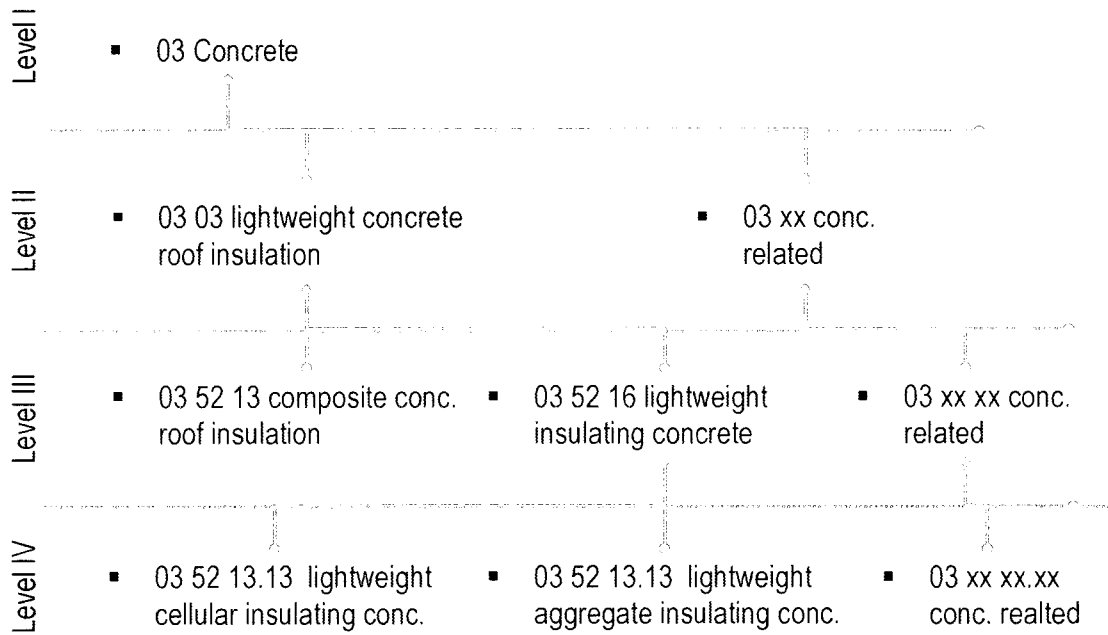 Level I
▪ 03 Concrete
Level II
▪ 03 03 lightweight concrete
roof insulation
▪ 03 xx conc.
related
Level III
▪ 03 52 13 composite conc.
roof insulation
▪ 03 52 16 lightweight
insulating concrete
▪ 03 xx xx conc.
related
Level IV
▪ 03 52 13.13 lightweight
cellular insulating conc.
▪ 03 52 13.13 lightweight
aggregate insulating conc.
▪ 03 xx xx.xx
conc. realted